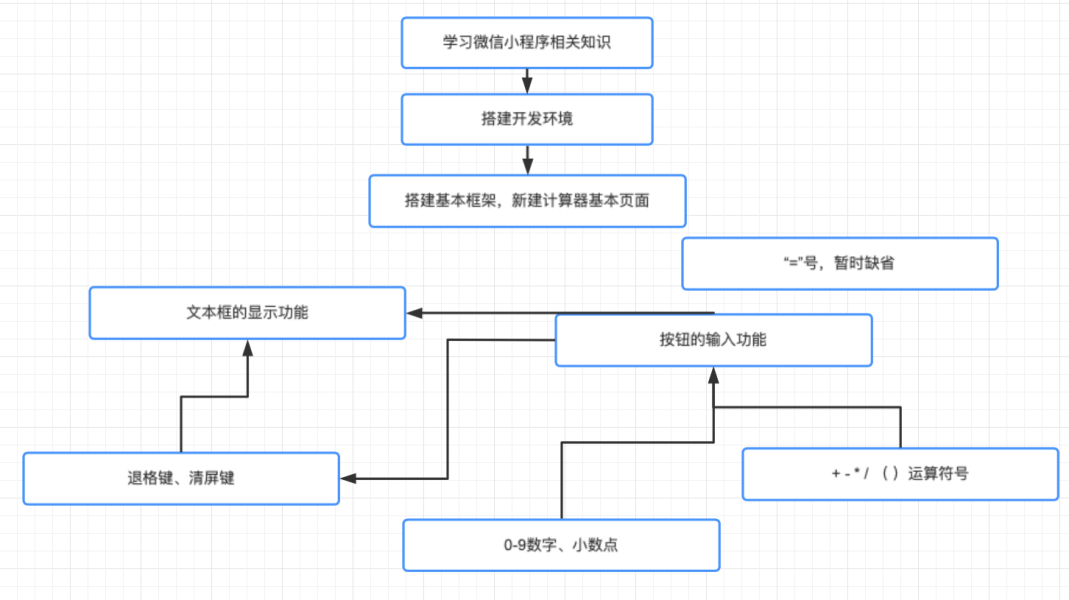 学习微信小程序相关知识
搭建开发环境
搭建基本框架，新建计算器基本页面
“=”号，暂时缺省
文本框的显示功能
按钮的输入功能
退格键、清屏键
+ - * / （ ）运算符号
0-9数字、小数点